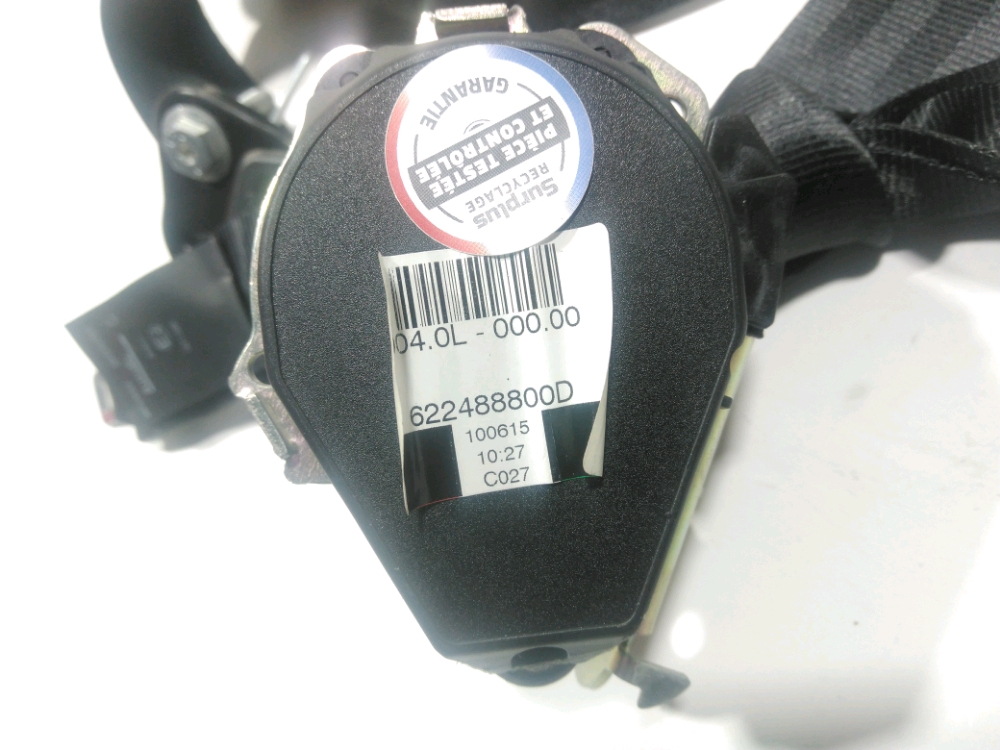 GARANTIE
PIÈCE TESTÉE
ET CONTRÔLÉE
Surplus
RECYCLAGE
04.0L - 000.00
622488800D
100615
10:27
C027